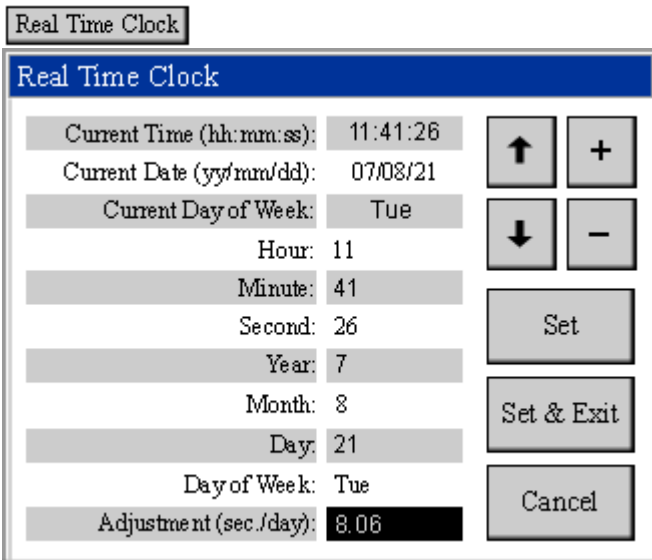 Real Time Clock
Real Time Clock
Current Time (hh:mm:ss): 11:41:26
Current Date (yy/mm/dd): 07/08/21
Current Day of Week: Tue
Hour: 11
Minute: 41
Second: 26
Year: 7
Month: 8
Day: 21
Day of Week: Tue
Adjustment (sec./day): 8.06
+
−
Set
Set & Exit
Cancel